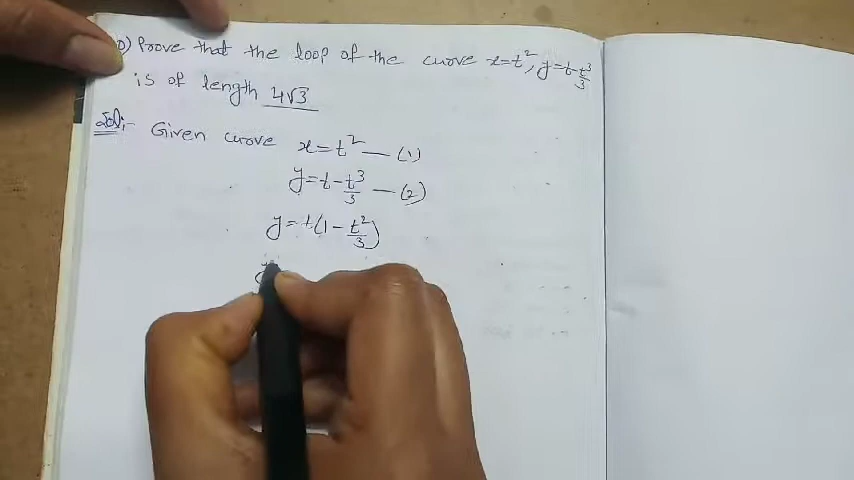 D) Prove that the loop of the curve x=t², y=t-t³/3
is of length 4√3
Sol:- Given curve x=t² — (1)
y=t-t³/3 — (2)
y=t(1-t²/3)